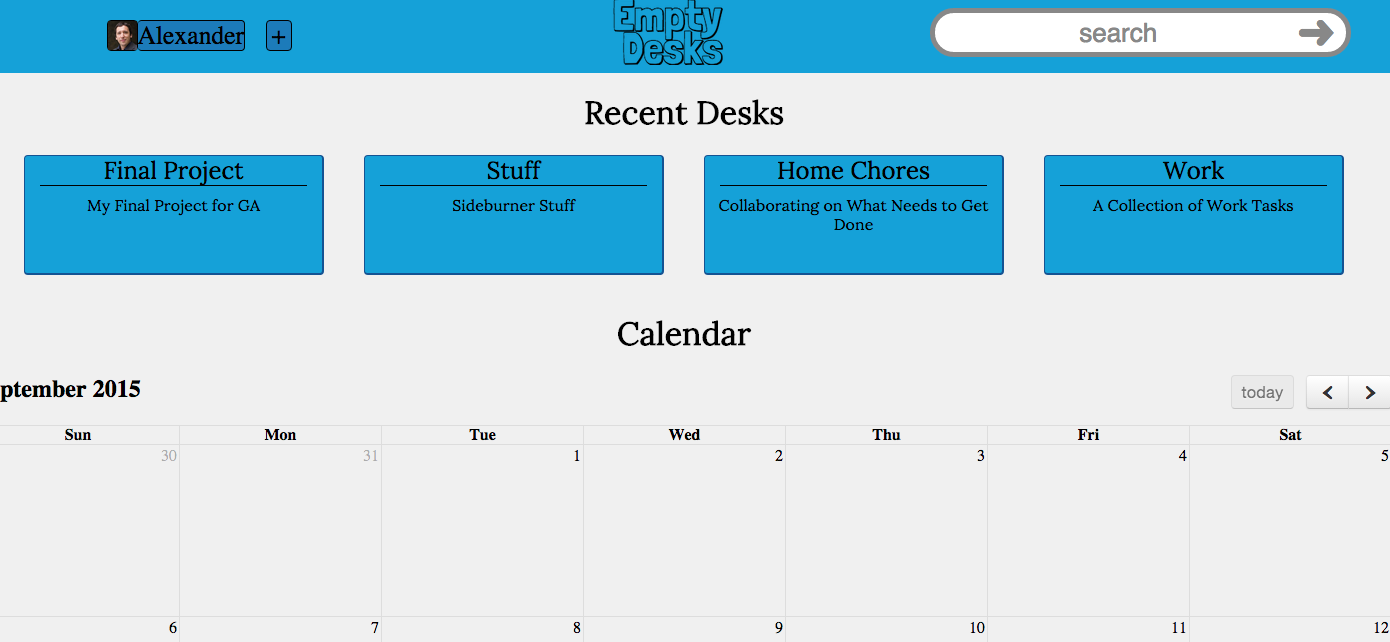 Alexander +
Empty
Desks
search
Recent Desks
Final Project
My Final Project for GA
Stuff
Sideburner Stuff
Home Chores
Collaborating on What Needs to Get
Done
Work
A Collection of Work Tasks
Calendar
ptember 2015
today
Sun Mon Tue Wed Thu Fri Sat
30 31 1 2 3 4 5
6 7 8 9 10 11 12